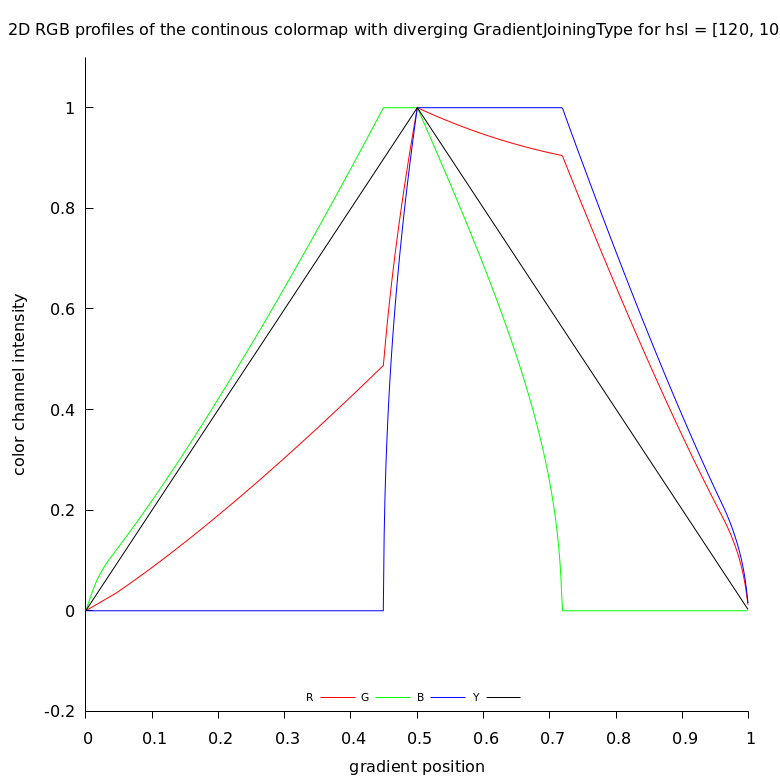 2D RGB profiles of the continous colormap with diverging GradientJoiningType for hsl = [120, 10
1
0.8
0.6
0.4
0.2
0
-0.2
color channel intensity
R G B Y
0 0.1 0.2 0.3 0.4 0.5 0.6 0.7 0.8 0.9 1
gradient position